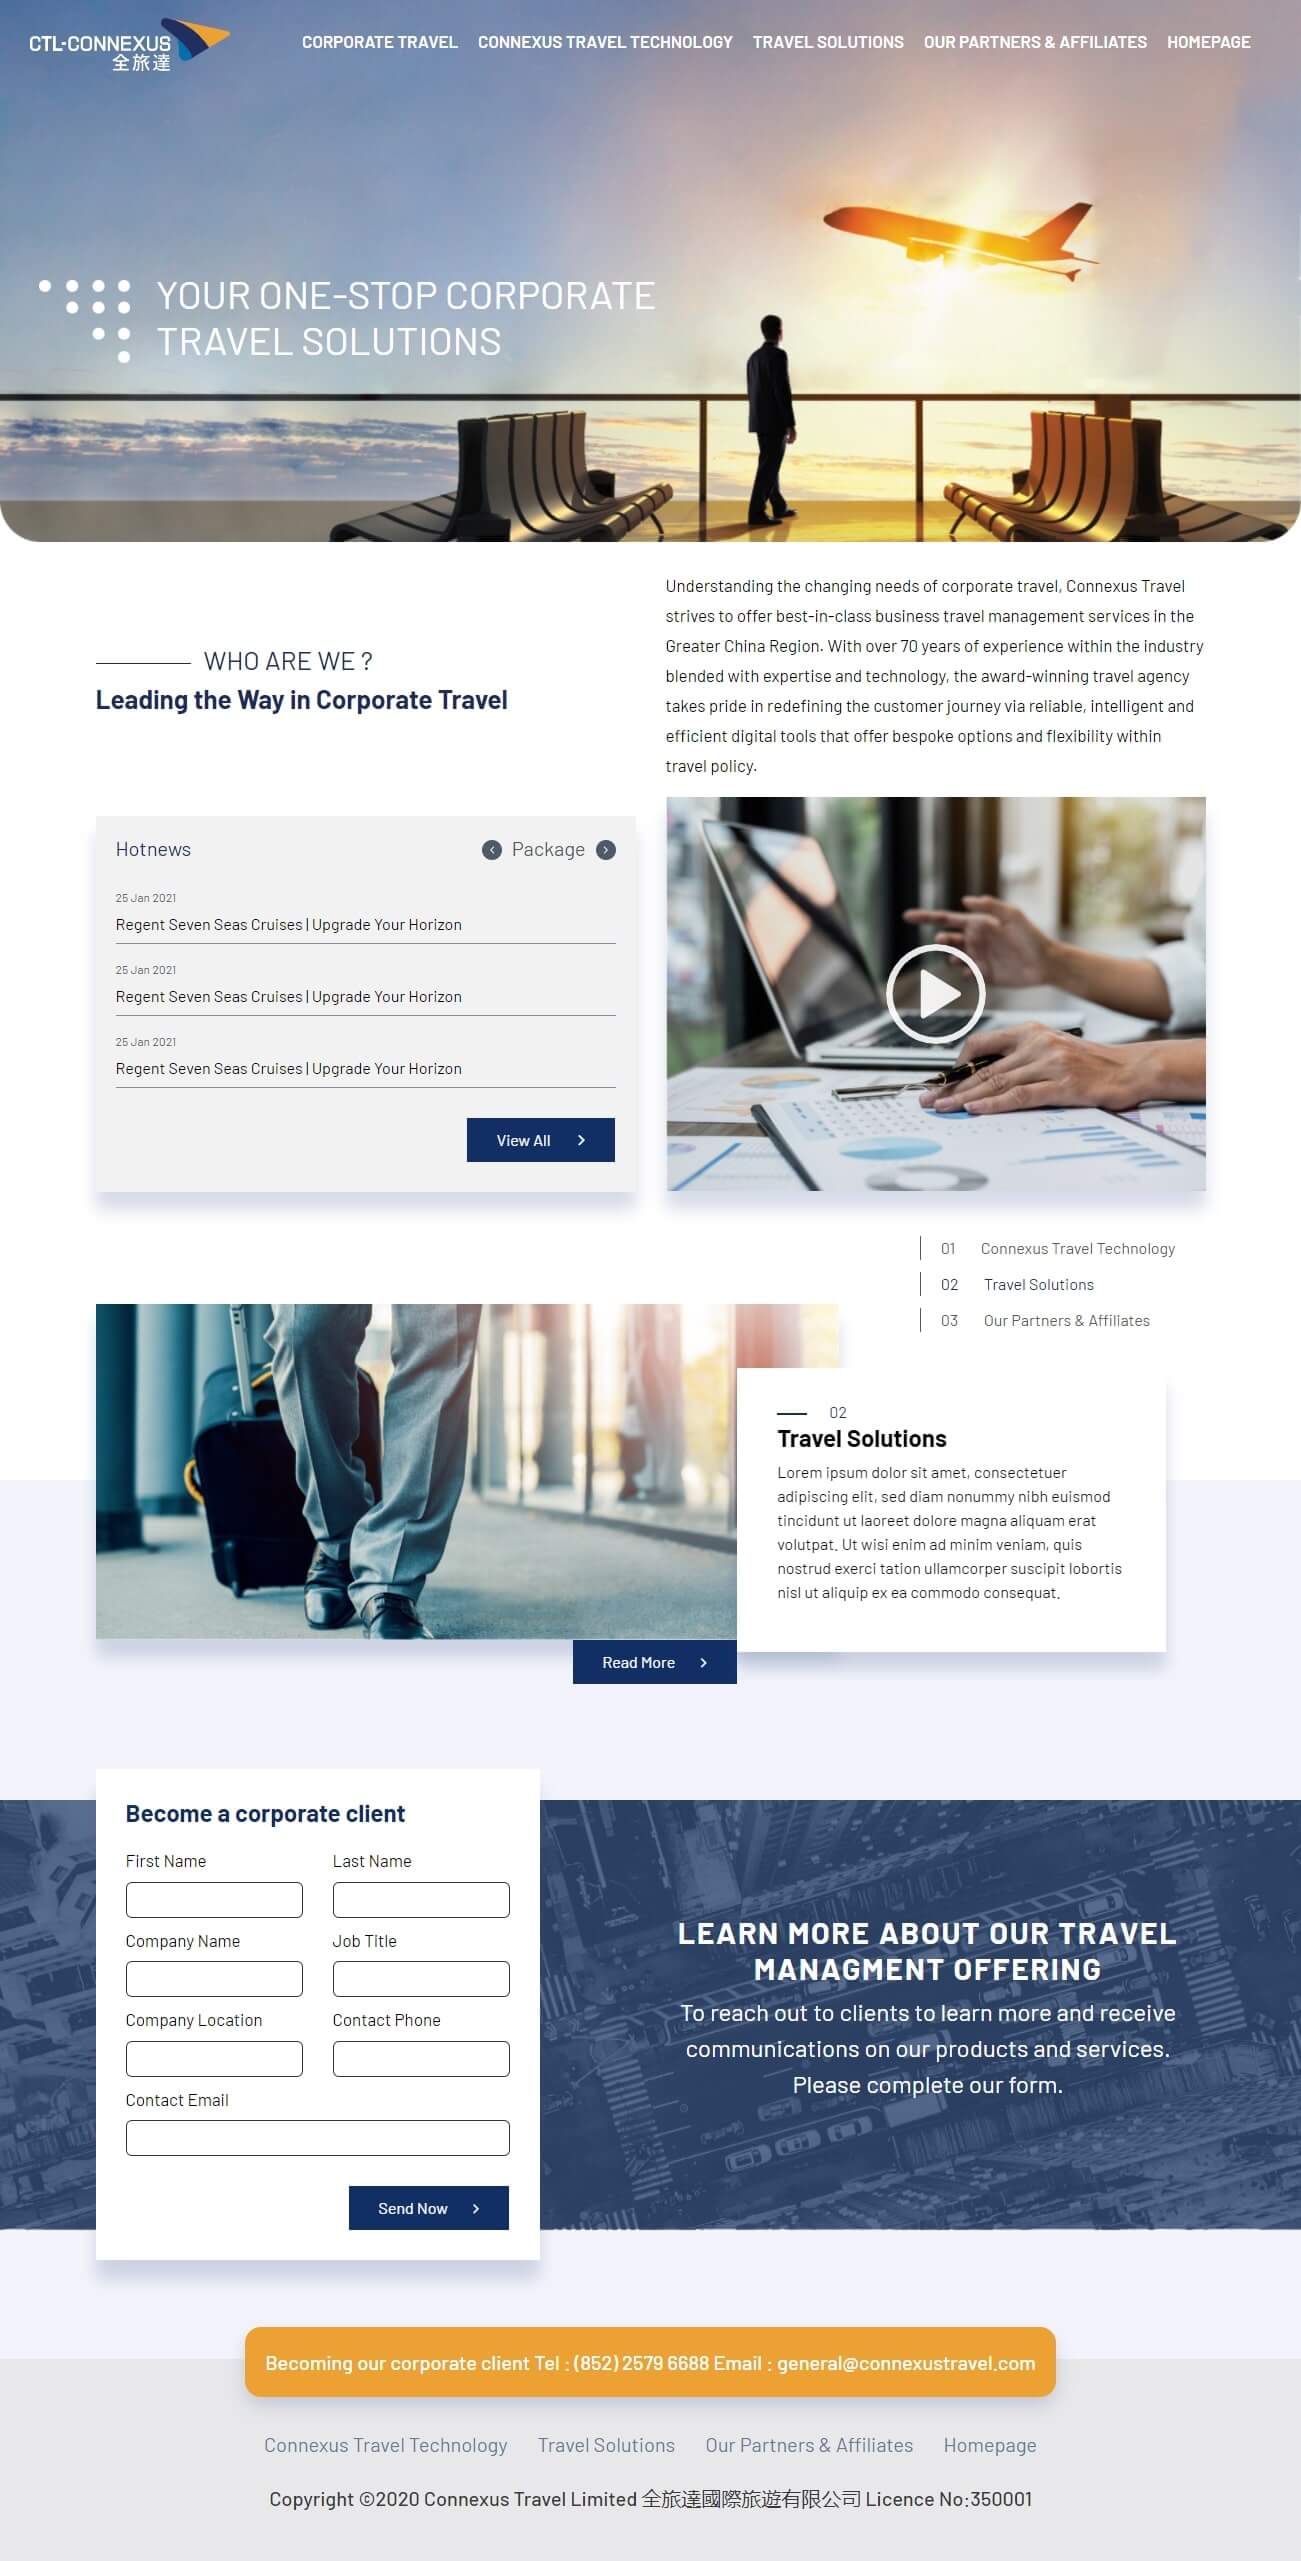 CTL-CONNEXUS
全旅達
CORPORATE TRAVEL
CONNEXUS TRAVEL TECHNOLOGY
TRAVEL SOLUTIONS
OUR PARTNERS & AFFILIATES
HOMEPAGE
YOUR ONE-STOP CORPORATE
TRAVEL SOLUTIONS
WHO ARE WE ?
Leading the Way in Corporate Travel
Understanding the changing needs of corporate travel, Connexus Travel
strives to offer best-in-class business travel management services in the
Greater China Region. With over 70 years of experience within the industry
blended with expertise and technology, the award-winning travel agency
takes pride in redefining the customer journey via reliable, intelligent and
efficient digital tools that offer bespoke options and flexibility within
travel policy.
Hotnews
Package
25 Jan 2021
Regent Seven Seas Cruises | Upgrade Your Horizon
25 Jan 2021
Regent Seven Seas Cruises | Upgrade Your Horizon
25 Jan 2021
Regent Seven Seas Cruises | Upgrade Your Horizon
View All
01 Connexus Travel Technology
02 Travel Solutions
03 Our Partners & Affiliates
02
Travel Solutions
Lorem ipsum dolor sit amet, consectetuer
adipiscing elit, sed diam nonummy nibh euismod
tincidunt ut laoreet dolore magna aliquam erat
volutpat. Ut wisi enim ad minim veniam, quis
nostrud exerci tation ullamcorper suscipit lobortis
nisl ut aliquip ex ea commodo consequat.
Read More
Become a corporate client
First Name
Last Name
Company Name
Job Title
Company Location
Contact Phone
Contact Email
Send Now
LEARN MORE ABOUT OUR TRAVEL
MANAGMENT OFFERING
To reach out to clients to learn more and receive
communications on our products and services.
Please complete our form.
Becoming our corporate client Tel : (852) 2579 6688 Email : general@connexustravel.com
Connexus Travel Technology
Travel Solutions
Our Partners & Affiliates
Homepage
Copyright ©2020 Connexus Travel Limited 全旅達國際旅遊有限公司 Licence No:350001